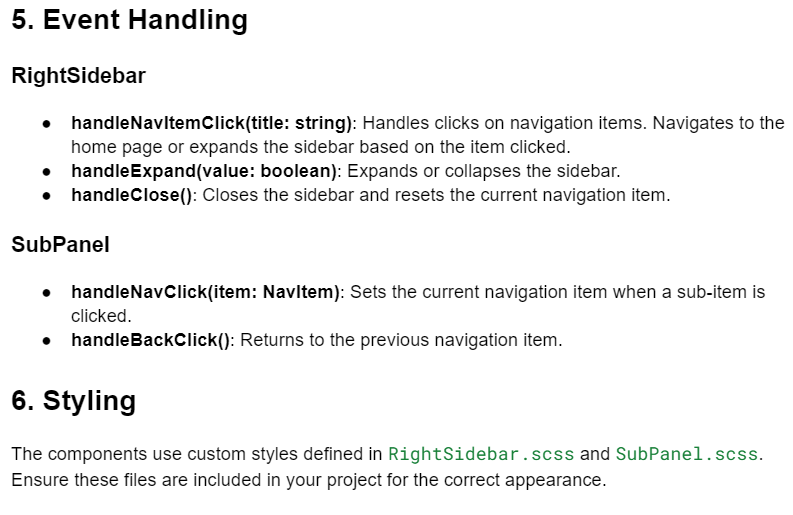 5. Event Handling
RightSidebar
● handleNavItemClick(title: string): Handles clicks on navigation items. Navigates to the
home page or expands the sidebar based on the item clicked.
● handleExpand(value: boolean): Expands or collapses the sidebar.
● handleClose(): Closes the sidebar and resets the current navigation item.
SubPanel
● handleNavClick(item: NavItem): Sets the current navigation item when a sub-item is
clicked.
● handleBackClick(): Returns to the previous navigation item.
6. Styling
The components use custom styles defined in RightSidebar.scss and SubPanel.scss.
Ensure these files are included in your project for the correct appearance.